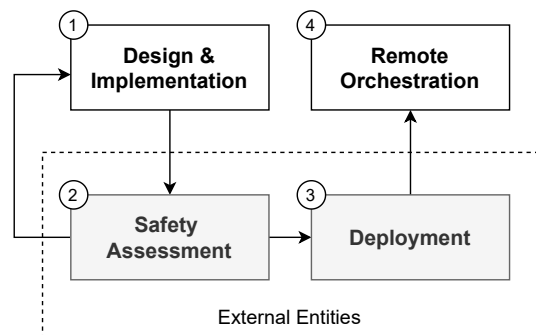 1
Design &
Implementation
4
Remote
Orchestration
2
Safety
Assessment
3
Deployment
External Entities